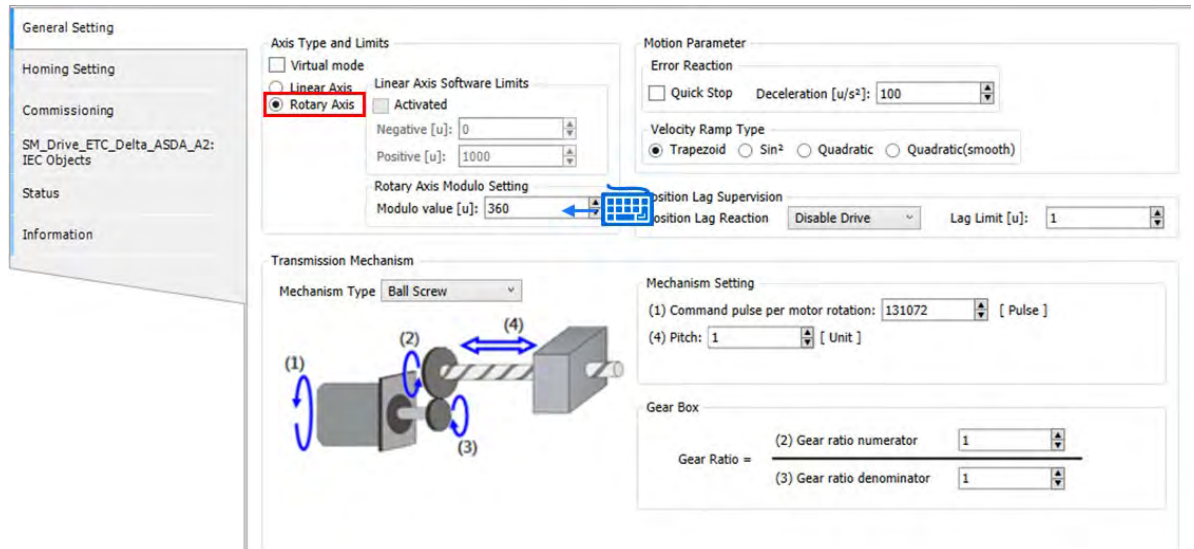 General Setting
Homing Setting
Commissioning
SM_Drive_ETC_Delta_ASDA_A2:
IEC Objects
Status
Information
Axis Type and Limits
Virtual mode
Linear Axis
Rotary Axis
Linear Axis Software Limits
Activated
Negative [u]: 0
Positive [u]: 1000
Rotary Axis Modulo Setting
Modulo value [u]: 360
Motion Parameter
Error Reaction
Quick Stop Deceleration [u/s²]: 100
Velocity Ramp Type
Trapezoid Sin² Quadratic Quadratic(smooth)
osition Lag Supervision
osition Lag Reaction Disable Drive Lag Limit [u]: 1
Transmission Mechanism
Mechanism Type Ball Screw
(1)
(2)
(4)
(3)
Mechanism Setting
(1) Command pulse per motor rotation: 131072 [ Pulse ]
(4) Pitch: 1 [ Unit ]
Gear Box
Gear Ratio =
(2) Gear ratio numerator 1
(3) Gear ratio denominator 1